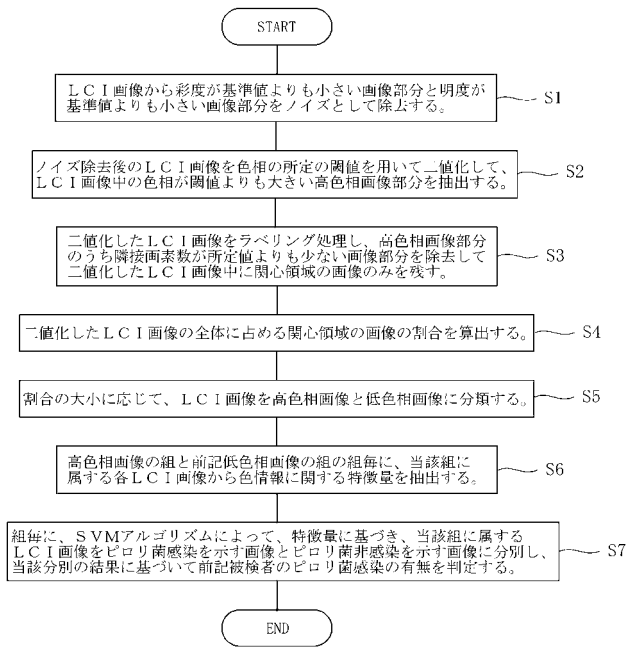 START
LCI画像から彩度が基準値よりも小さい画像部分と明度が
基準値よりも小さい画像部分をノイズとして除去する。
S1
ノイズ除去後のLCI画像を色相の所定の閾値を用いて二値化して、
LCI画像中の色相が閾値よりも大きい高色相画像部分を抽出する。
S2
二値化したLCI画像をラベリング処理し、高色相画像部分
のうち隣接画素数が所定値よりも少ない画像部分を除去して
二値化したLCI画像中に関心領域の画像のみを残す。
S3
二値化したLCI画像の全体に占める関心領域の画像の割合を算出する。
S4
割合の大小に応じて、LCI画像を高色相画像と低色相画像に分類する。
S5
高色相画像の組と前記低色相画像の組の組毎に、当該組に
属する各LCI画像から色情報に関する特徴量を抽出する。
S6
組毎に、SVMアルゴリズムによって、特徴量に基づき、当該組に属する
LCI画像をピロリ菌感染を示す画像とピロリ菌非感染を示す画像に分別し、
当該分別の結果に基づいて前記被検者のピロリ菌感染の有無を判定する。
S7
END